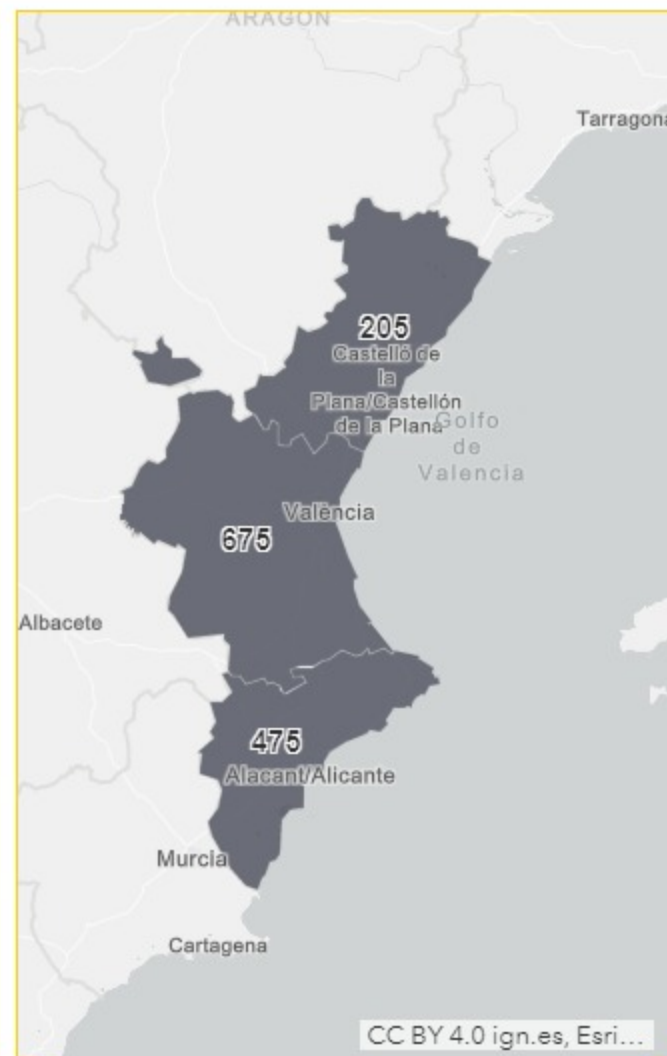 ARAGÓN
Tarragona
205
Castelló de
la
Plana/Castellón
de la Plana
Golfo
de
Valencia
València
675
Albacete
475
Alacant/Alicante
Murcia
Cartagena
CC BY 4.0 ign.es, Esri...